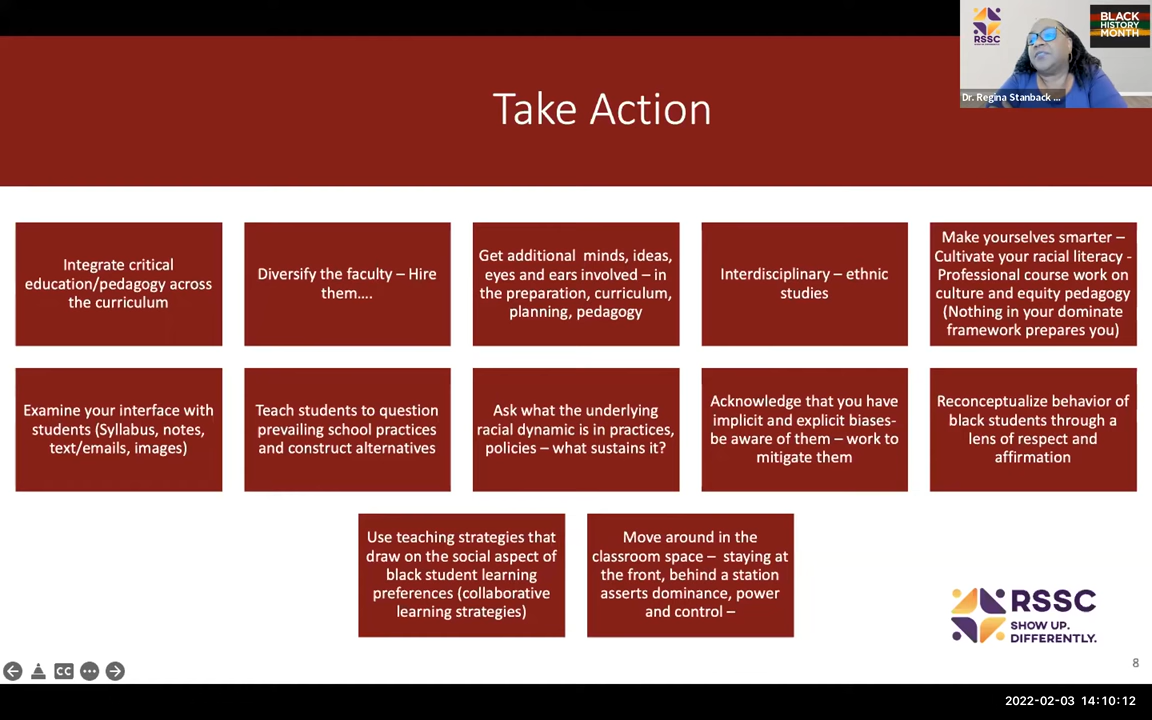 RSSC
BLACK
HISTORY
MONTH
Dr. Regina Stanback ...
Take Action
Integrate critical
education/pedagogy across
the curriculum
Diversify the faculty – Hire
them….
Get additional minds, ideas,
eyes and ears involved – in
the preparation, curriculum,
planning, pedagogy
Interdisciplinary – ethnic
studies
Make yourselves smarter –
Cultivate your racial literacy -
Professional course work on
culture and equity pedagogy
(Nothing in your dominate
framework prepares you)
Examine your interface with
students (Syllabus, notes,
text/emails, images)
Teach students to question
prevailing school practices
and construct alternatives
Ask what the underlying
racial dynamic is in practices,
policies – what sustains it?
Acknowledge that you have
implicit and explicit biases-
be aware of them – work to
mitigate them
Reconceptualize behavior of
black students through a
lens of respect and
affirmation
Use teaching strategies that
draw on the social aspect of
black student learning
preferences (collaborative
learning strategies)
Move around in the
classroom space – staying at
the front, behind a station
asserts dominance, power
and control –
RSSC
SHOW UP.
DIFFERENTLY.
CC
8
2022-02-03 14:10:12